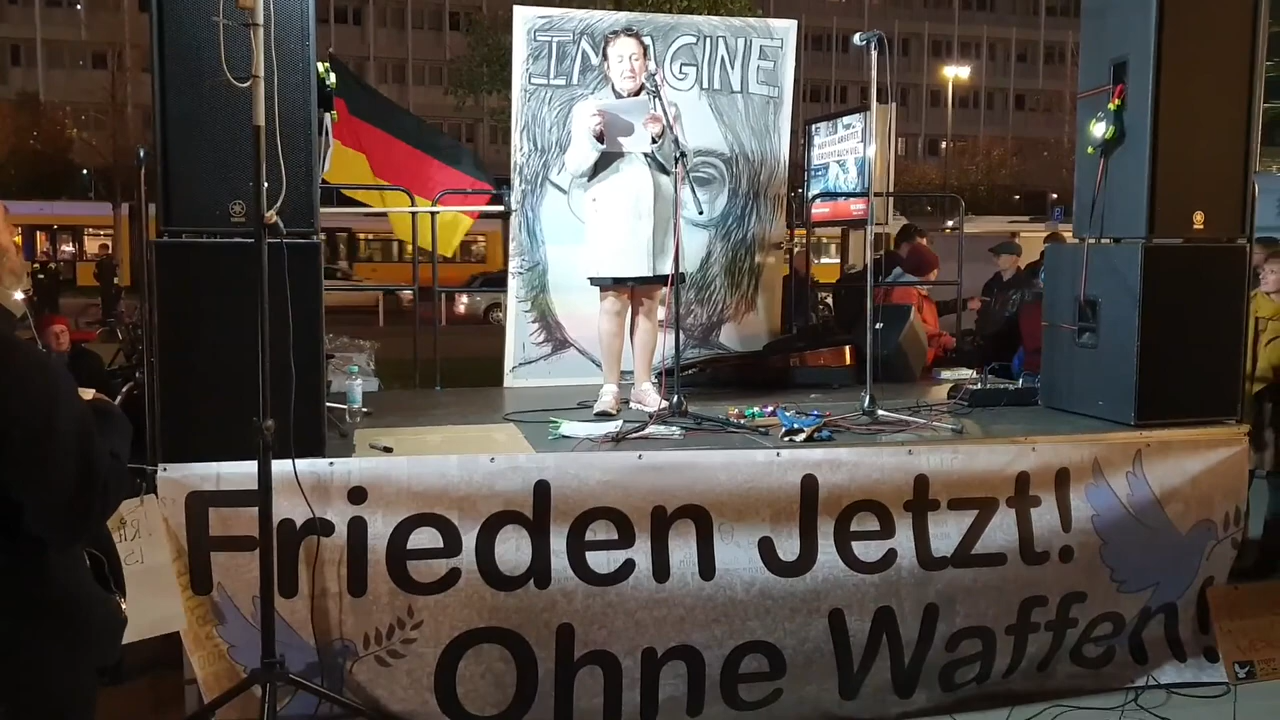 IMAGINE
WER VIEL ARBEITET,
VERDIENT AUCH VIEL.
Frieden Jetzt!
Ohne Waffen!